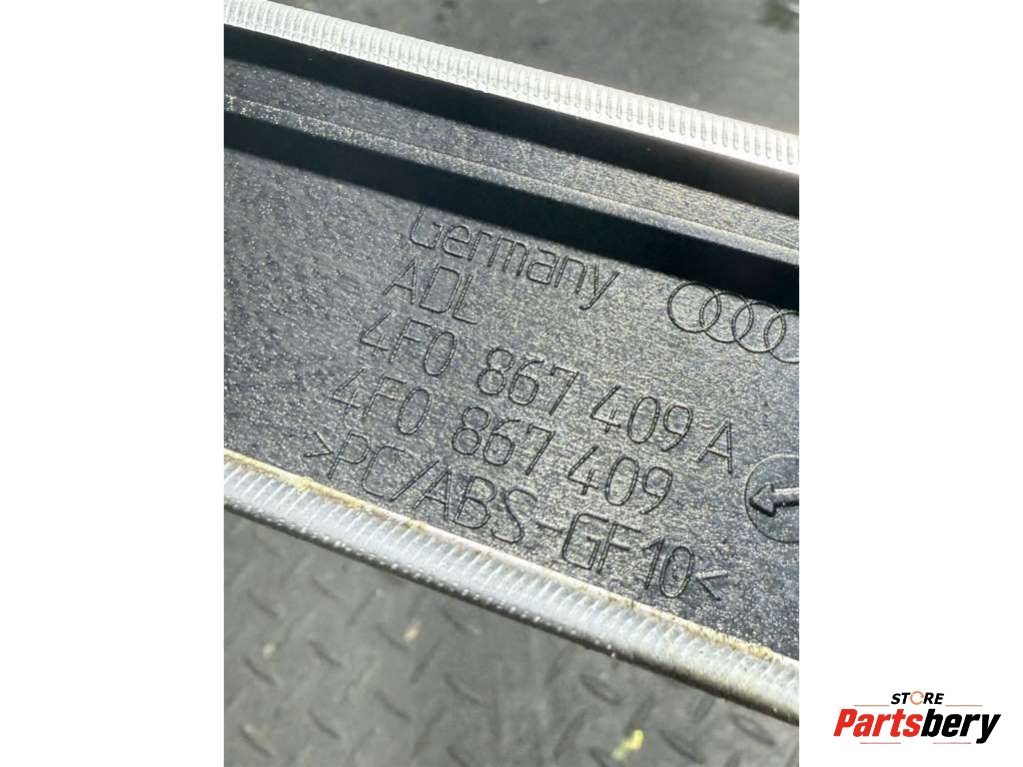 Germany
ADL
4F0 867 409 A
4F0 867 409
>PC/ABS-GF10<
STORE
Partsbery